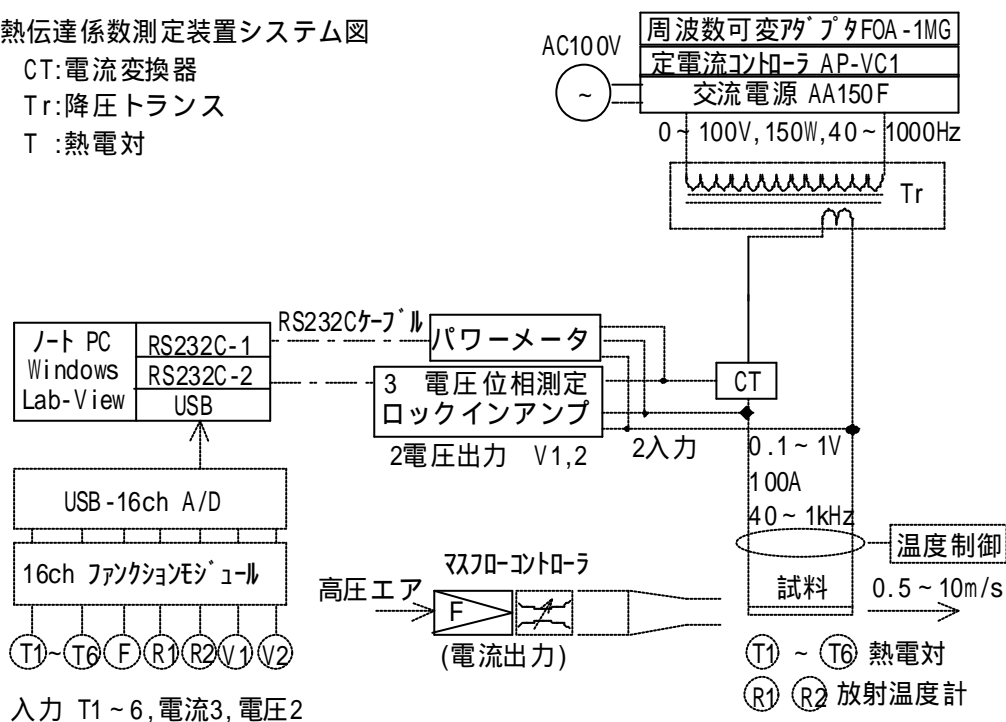 熱伝達係数測定装置システム図
CT:電流変換器
Tr:降圧トランス
T :熱電対
AC100V
~
周波数可変ｱﾀﾞﾌﾟﾀFOA-1MG
定電流ｺﾝﾄﾛｰﾗ AP-VC1
交流電源 AA150F
0~100V,150W,40~1000Hz
Tr
ﾉｰﾄ PC
Windows
Lab-View
RS232C-1
RS232C-2
USB
RS232Cｹｰﾌﾞﾙ
パワーメータ
3 電圧位相測定
ロックインアンプ
2電圧出力 V1,2
2入力
CT
0.1~1V
100A
40~1kHz
USB-16ch A/D
16ch ﾌｧﾝｸｼｮﾝﾓｼﾞｭｰﾙ
T1~T6 F R1 R2 V1 V2
入力 T1~6,電流3,電圧2
高圧エア
ﾏｽﾌﾛｰｺﾝﾄﾛｰﾗ
F
(電流出力)
温度制御
試料
0.5~10m/s
T1 ~ T6 熱電対
R1 R2 放射温度計